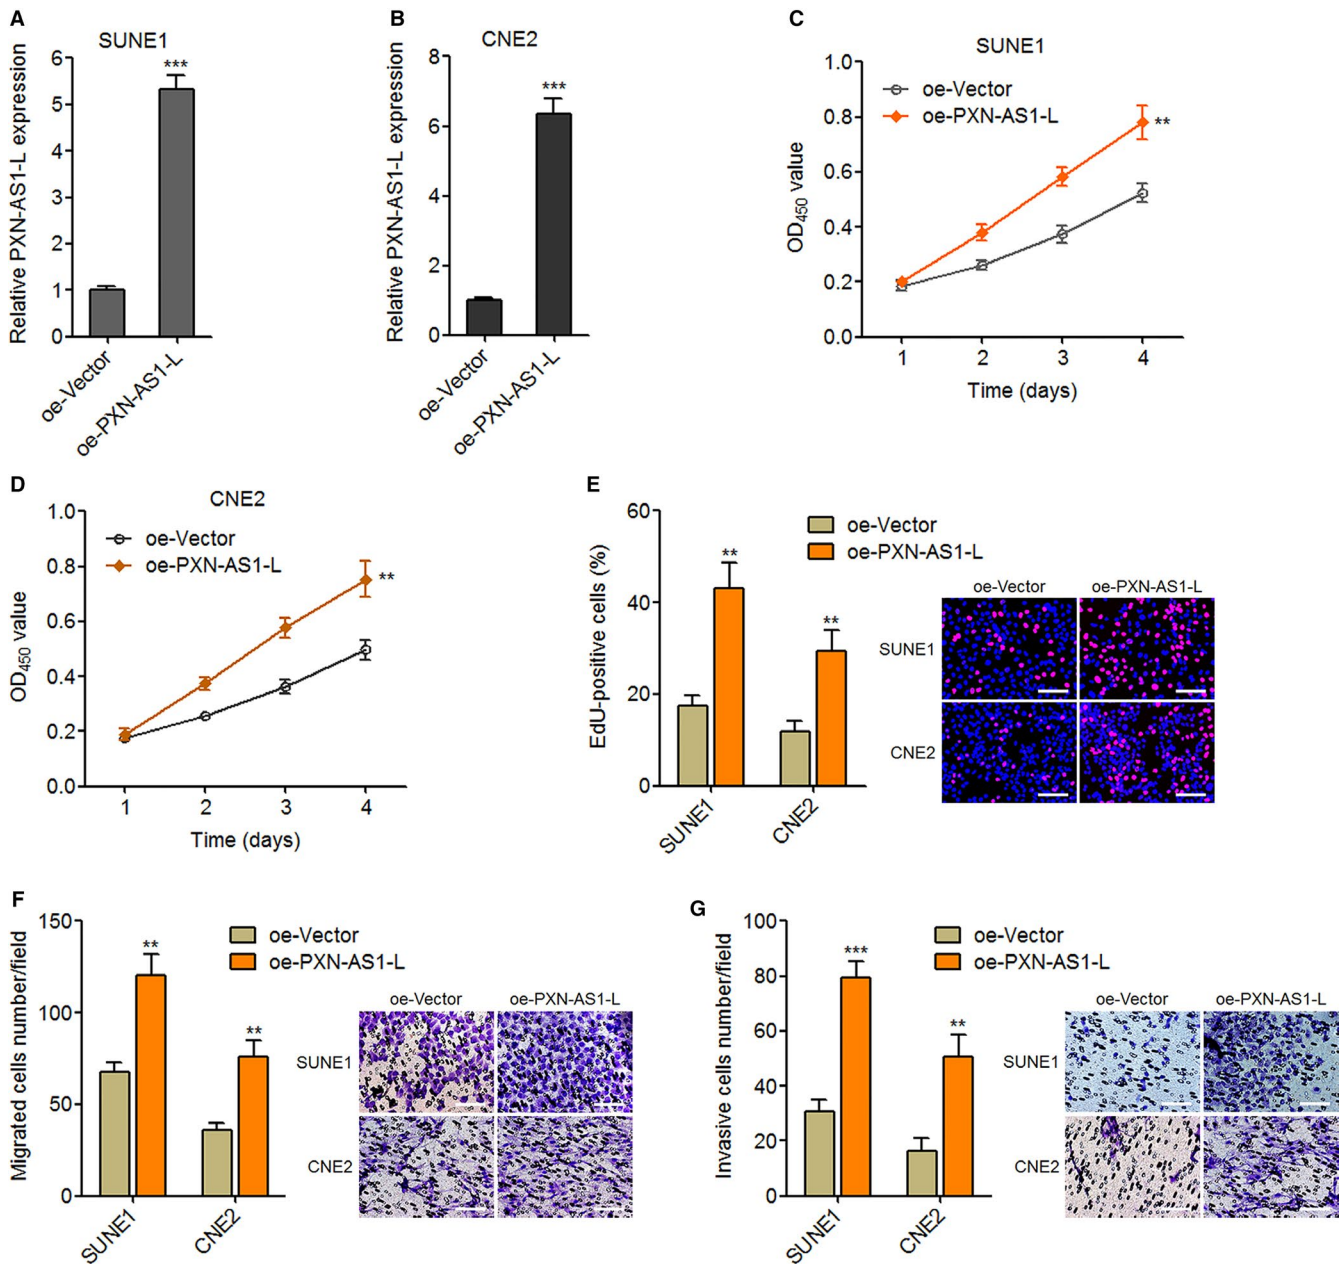 A
SUNE1
Relative PXN-AS1-L expression
6
5
4
3
2
1
0
***
oe-Vector
oe-PXN-AS1-L
B
CNE2
Relative PXN-AS1-L expression
8
6
4
2
0
***
oe-Vector
oe-PXN-AS1-L
C
SUNE1
oe-Vector
oe-PXN-AS1-L
OD450 value
1.0
0.8
0.6
0.4
0.2
0.0
**
1 2 3 4
Time (days)
D
CNE2
oe-Vector
oe-PXN-AS1-L
OD450 value
1.0
0.8
0.6
0.4
0.2
0.0
**
1 2 3 4
Time (days)
E
EdU-positive cells (%)
60
40
20
0
** **
SUNE1 CNE2
oe-Vector
oe-PXN-AS1-L
oe-Vector oe-PXN-AS1-L
SUNE1
CNE2
F
Migrated cells number/field
150
100
50
0
** **
SUNE1 CNE2
oe-Vector
oe-PXN-AS1-L
oe-Vector oe-PXN-AS1-L
SUNE1
CNE2
G
Invasive cells number/field
100
80
60
40
20
0
*** **
SUNE1 CNE2
oe-Vector
oe-PXN-AS1-L
oe-Vector oe-PXN-AS1-L
SUNE1
CNE2